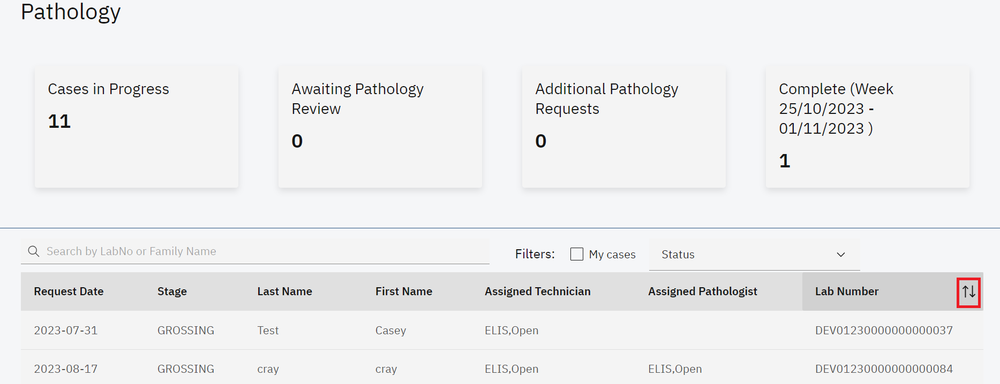 Pathology
Cases in Progress
11
Awaiting Pathology
Review
0
Additional Pathology
Requests
0
Complete (Week
25/10/2023 -
01/11/2023 )
1
Search by LabNo or Family Name
Filters: My cases Status
Request Date Stage Last Name First Name Assigned Technician Assigned Pathologist Lab Number
2023-07-31 GROSSING Test Casey ELIS,Open DEV01230000000000037
2023-08-17 GROSSING cray cray ELIS,Open ELIS,Open DEV01230000000000084